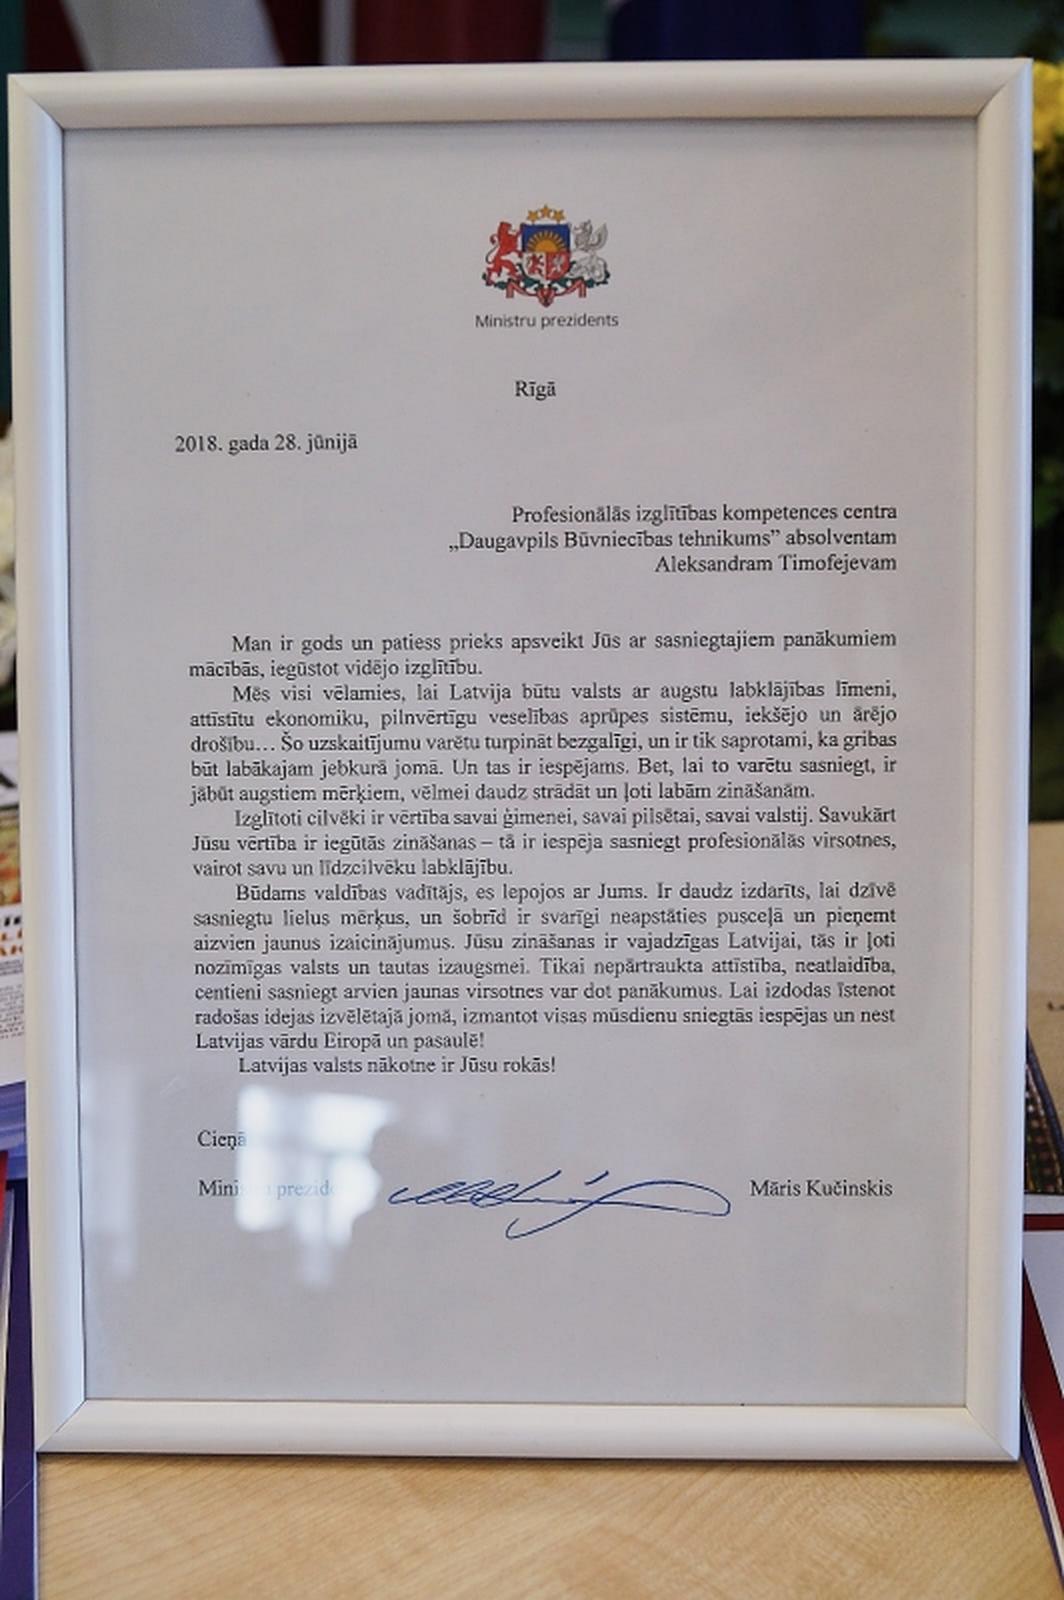 Ministru prezidents
Rīgā
2018. gada 28. jūnijā
Profesionālās izglītības kompetences centra
„Daugavpils Būvniecības tehnikums” absolventam
Aleksandram Timofejevam
Man ir gods un patiess prieks apsveikt Jūs ar sasniegtajiem panākumiem
mācībās, iegūstot vidējo izglītību.
Mēs visi vēlamies, lai Latvija būtu valsts ar augstu labklājības līmeni,
attīstītu ekonomiku, pilnvērtīgu veselības aprūpes sistēmu, iekšējo un ārējo
drošību… Šo uzskaitījumu varētu turpināt bezgalīgi, un ir tik saprotami, ka gribas
būt labākajam jebkurā jomā. Un tas ir iespējams. Bet, lai to varētu sasniegt, ir
jābūt augstiem mērķiem, vēlmei daudz strādāt un ļoti labām zināšanām.
Izglītoti cilvēki ir vērtība savai ģimenei, savai pilsētai, savai valstij. Savukārt
Jūsu vērtība ir iegūtās zināšanas – tā ir iespēja sasniegt profesionālās virsotnes,
vairot savu un līdzcilvēku labklājību.
Būdams valdības vadītājs, es lepojos ar Jums. Ir daudz izdarīts, lai dzīvē
sasniegtu lielus mērķus, un šobrīd ir svarīgi neapstāties pusceļā un pieņemt
aizvien jaunus izaicinājumus. Jūsu zināšanas ir vajadzīgas Latvijai, tās ir ļoti
nozīmīgas valsts un tautas izaugsmei. Tikai nepārtraukta attīstība, neatlaidība,
centieni sasniegt arvien jaunas virsotnes var dot panākumus. Lai izdodas īstenot
radošas idejas izvēlētajā jomā, izmantot visas mūsdienu sniegtās iespējas un nest
Latvijas vārdu Eiropā un pasaulē!
Latvijas valsts nākotne ir Jūsu rokās!
Cieņā
Māris Kučinskis